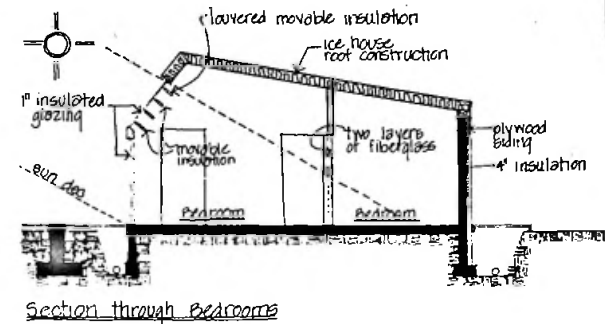 louvered movable insulation
ice house
roof construction
1" insulated
glazing
movable
insulation
two layers
of fiberglass
plywood
siding
4" insulation
sun
Bedroom
Bedroom
Section through Bedrooms